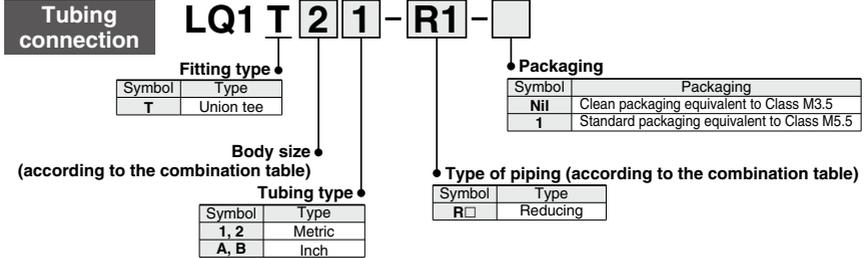 Tubing
connection
LQ1 T 2 1 – R1 –
Fitting type
Symbol Type
T Union tee
Packaging
Symbol Packaging
Nil Clean packaging equivalent to Class M3.5
1 Standard packaging equivalent to Class M5.5
Body size
(according to the combination table)
Tubing type
Symbol Type
1, 2 Metric
A, B Inch
Type of piping (according to the combination table)
Symbol Type
R□ Reducing